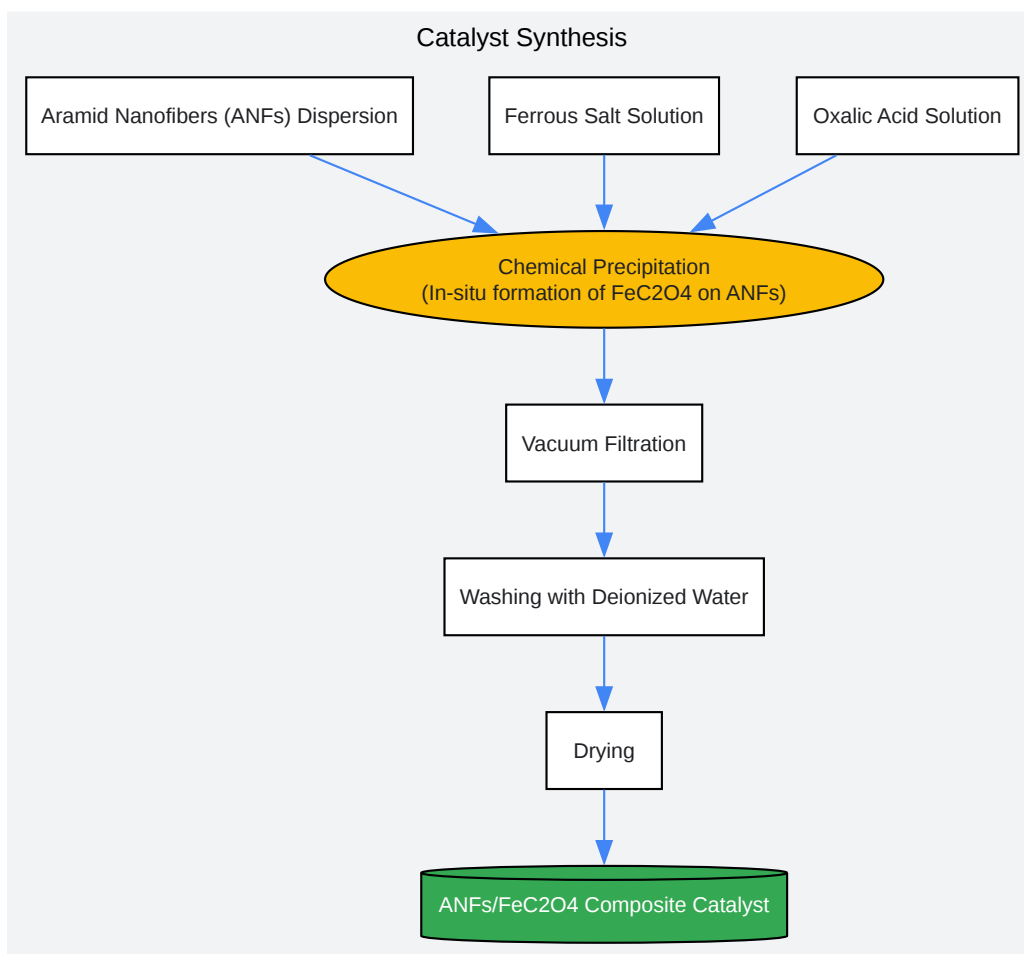 Catalyst Synthesis
Aramid Nanofibers (ANFs) Dispersion
Ferrous Salt Solution
Oxalic Acid Solution
Chemical Precipitation
(In-situ formation of FeC2O4 on ANFs)
Vacuum Filtration
Washing with Deionized Water
Drying
ANFs/FeC2O4 Composite Catalyst